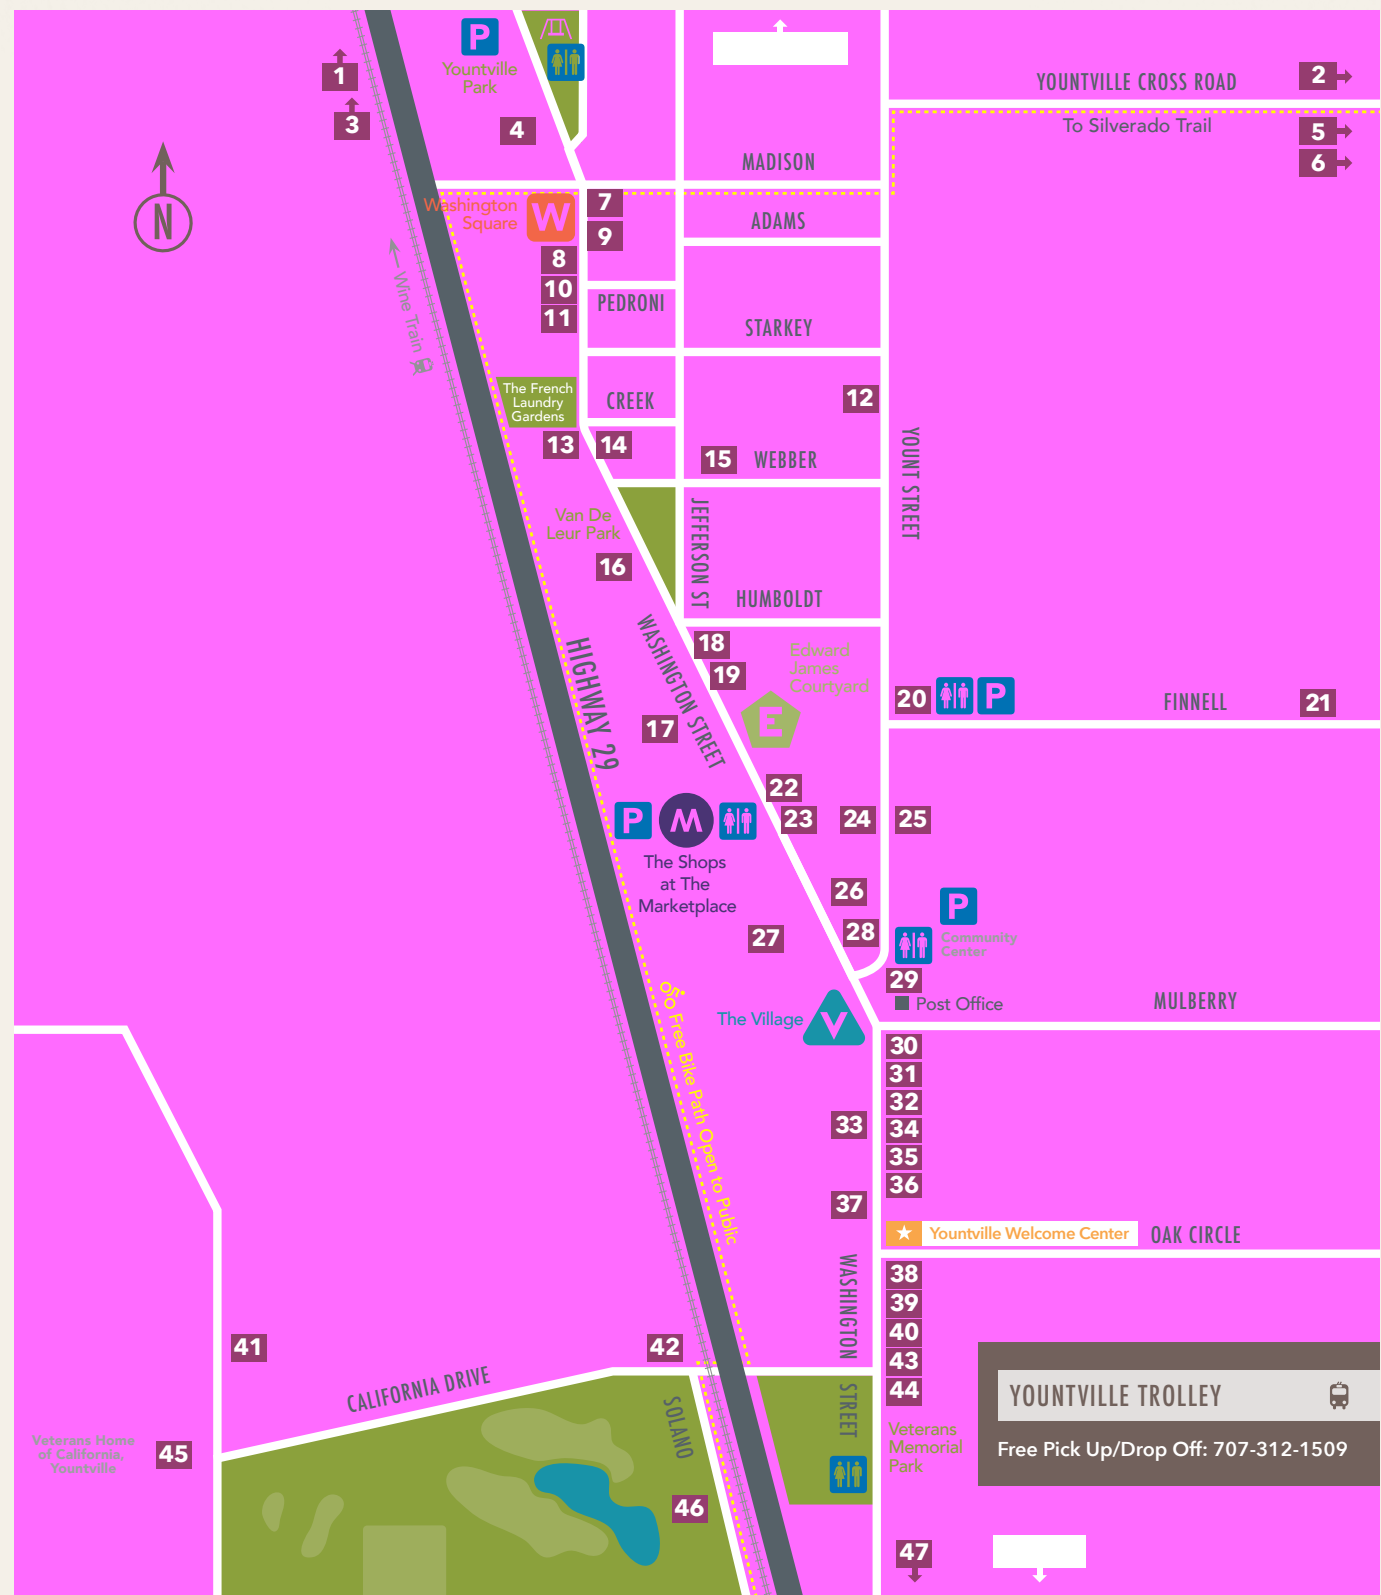 P
Yountville
Park
1
3
4
YOUNTVILLE CROSS ROAD
2
To Silverado Trail
5
6
MADISON
N
Washington
Square
W
7
9
ADAMS
8
10
11
PEDRONI
STARKEY
Wine Train
The French
Laundry
Gardens
CREEK
12
13
14
15
WEBBER
YOUNT STREET
Van De
Leur Park
JEFFERSON ST
16
HUMBOLDT
HIGHWAY 29
WASHINGTON STREET
18
19
Edward
James
Courtyard
E
17
20
P
FINNELL
21
22
23
24
25
P
M
The Shops
at The
Marketplace
26
27
28
P
Community
Center
29
Post Office
MULBERRY
The Village
V
Free Bike Path Open to Public
30
31
32
33
34
35
36
37
Yountville Welcome Center
OAK CIRCLE
WASHINGTON
STREET
38
39
40
43
44
41
42
CALIFORNIA DRIVE
SOLANO
Veterans
Memorial
Park
YOUNTVILLE TROLLEY
Free Pick Up/Drop Off: 707-312-1509
Veterans Home
of California,
Yountville
45
46
47